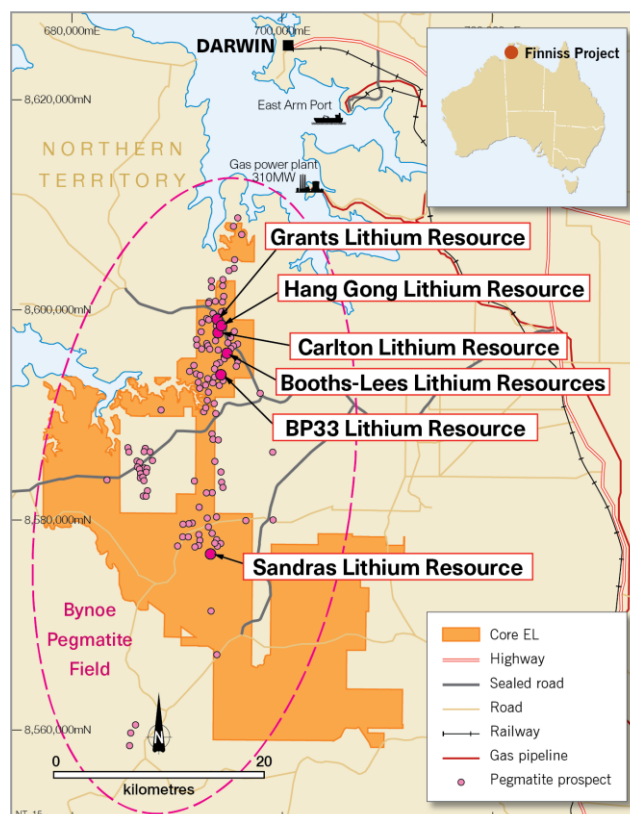 680,000mE
700,000mE
DARWIN
Finniss Project
8,620,000mN
East Arm Port
NORTHERN
TERRITORY
Gas power plant
310MW
Grants Lithium Resource
Hang Gong Lithium Resource
8,600,000mN
Carlton Lithium Resource
Booths-Lees Lithium Resources
BP33 Lithium Resource
8,580,000mN
Sandras Lithium Resource
Bynoe
Pegmatite
Field
Core EL
Highway
Sealed road
Road
Railway
Gas pipeline
Pegmatite prospect
8,560,000mN
N
0 20
kilometres